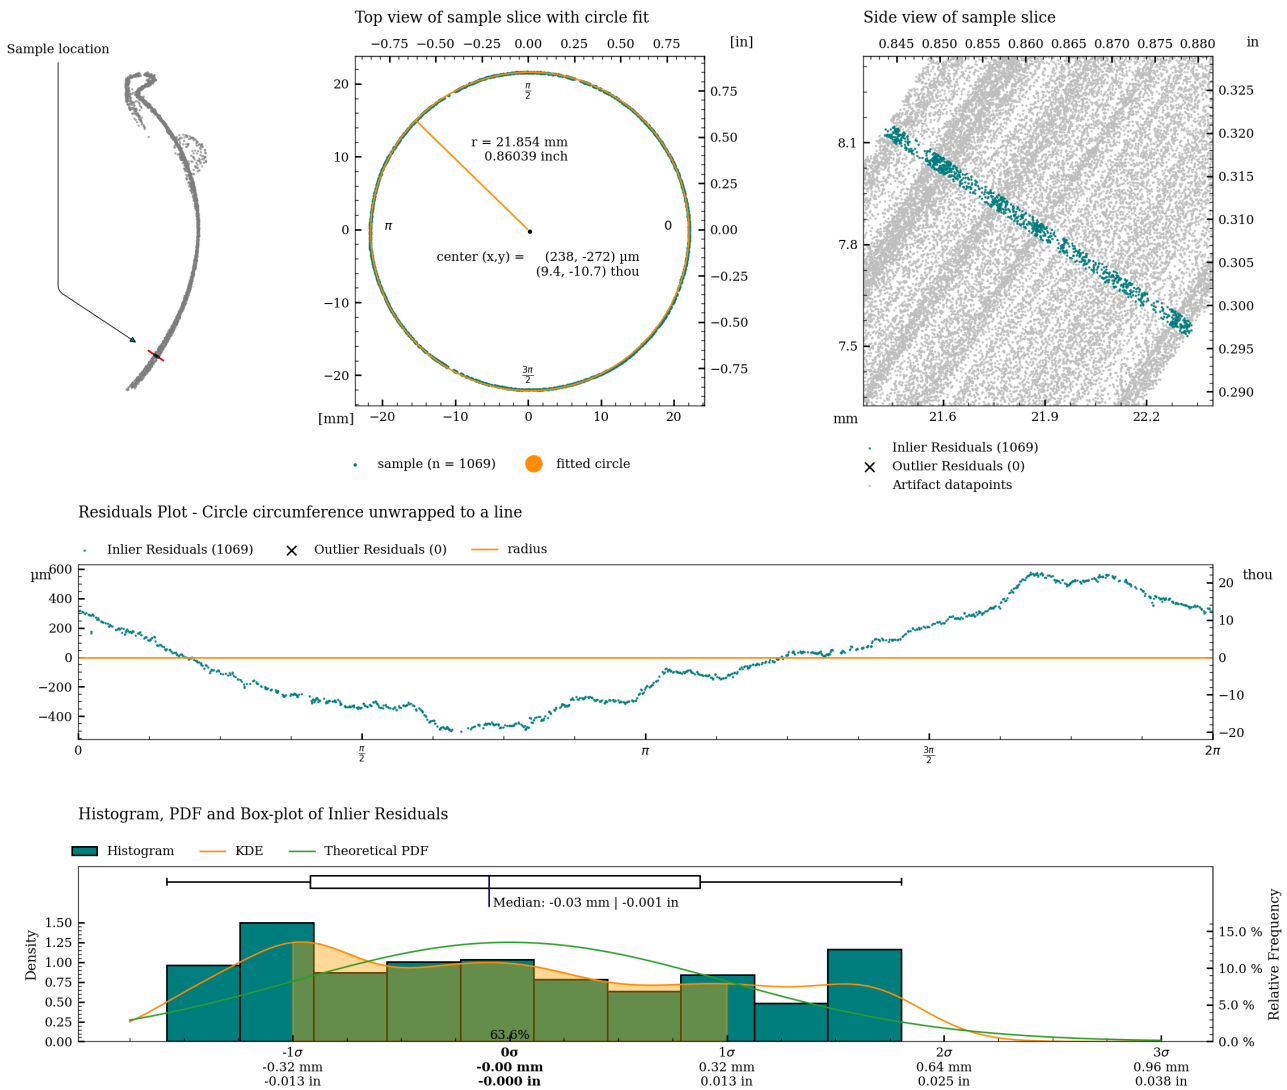 Sample location
Top view of sample slice with circle fit
−0.75 −0.50 −0.25 0.00 0.25 0.50 0.75 [in]
20
10
0
−10
−20
0.75
0.50
0.25
0.00
−0.25
−0.50
−0.75
π/2
r = 21.854 mm
0.86039 inch
π
0
center (x,y) = (238, -272) µm
(9.4, -10.7) thou
3π/2
[mm] −20 −10 0 10 20
sample (n = 1069) fitted circle
Side view of sample slice
0.845 0.850 0.855 0.860 0.865 0.870 0.875 0.880 in
8.1
7.8
7.5
0.325
0.320
0.315
0.310
0.305
0.300
0.295
0.290
mm 21.6 21.9 22.2
Inlier Residuals (1069)
Outlier Residuals (0)
Artifact datapoints
Residuals Plot - Circle circumference unwrapped to a line
Inlier Residuals (1069) Outlier Residuals (0) radius
µm
600
400
200
0
−200
−400
thou
20
10
0
−10
−20
0 π/2 π 3π/2 2π
Histogram, PDF and Box-plot of Inlier Residuals
Histogram KDE Theoretical PDF
Median: -0.03 mm | -0.001 in
Density
1.50
1.25
1.00
0.75
0.50
0.25
0.00
Relative Frequency
15.0 %
10.0 %
5.0 %
0.0 %
63.6%
-1σ 0σ 1σ 2σ 3σ
-0.32 mm -0.00 mm 0.32 mm 0.64 mm 0.96 mm
-0.013 in -0.000 in 0.013 in 0.025 in 0.038 in